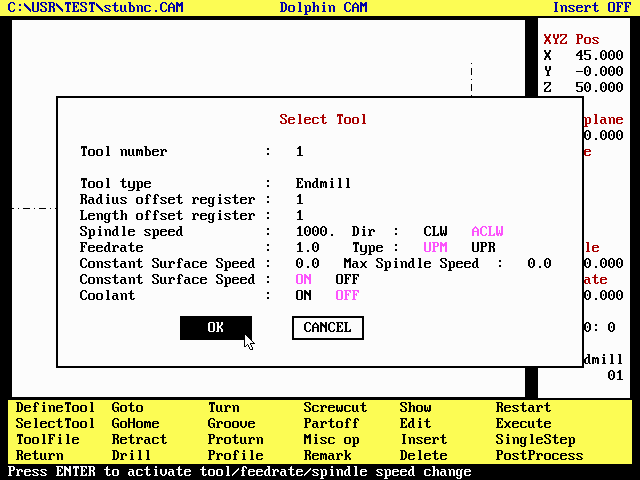 C:\USR\TEST\stubnc.CAM Dolphin CAM Insert OFF
XYZ Pos
X 45.000
Y -0.000
Z 50.000
Select Tool
plane
Tool number : 1
0.000
e
Tool type : Endmill
Radius offset register : 1
Length offset register : 1
Spindle speed : 1000. Dir : CLW ACLW
Feedrate : 1.0 Type : UPM UPR
le
Constant Surface Speed : 0.0 Max Spindle Speed : 0.0
0.000
Constant Surface Speed : ON OFF
ate
Coolant : ON OFF
0.000
OK CANCEL
0: 0
dmill
01
DefineTool Goto Turn Screwcut Show Restart
SelectTool GoHome Groove Partoff Edit Execute
ToolFile Retract Proturn Misc op Insert SingleStep
Return Drill Profile Remark Delete PostProcess
Press ENTER to activate tool/feedrate/spindle speed change